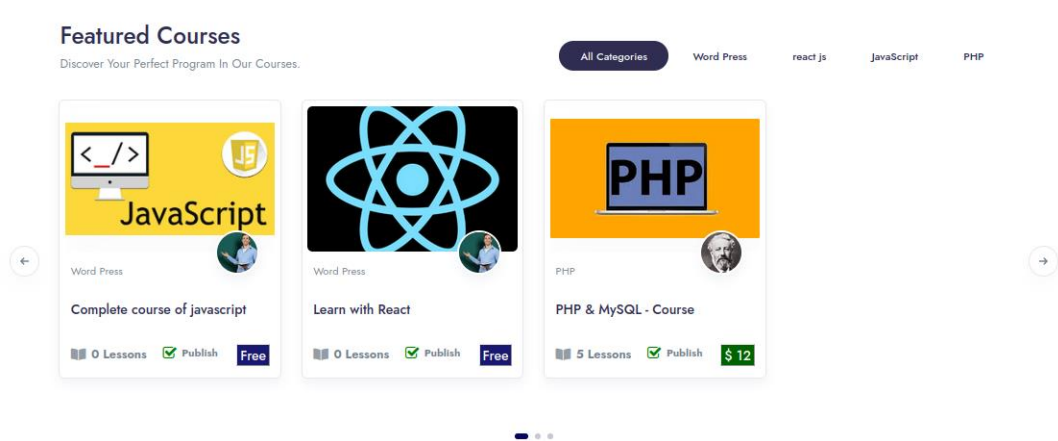 Featured Courses
Discover Your Perfect Program In Our Courses.
All Categories
Word Press
react js
JavaScript
PHP
<_/>
JS
JavaScript
Word Press
Complete course of javascript
0 Lessons
Publish
Free
Word Press
Learn with React
0 Lessons
Publish
Free
PHP
PHP
PHP & MySQL - Course
5 Lessons
Publish
$ 12